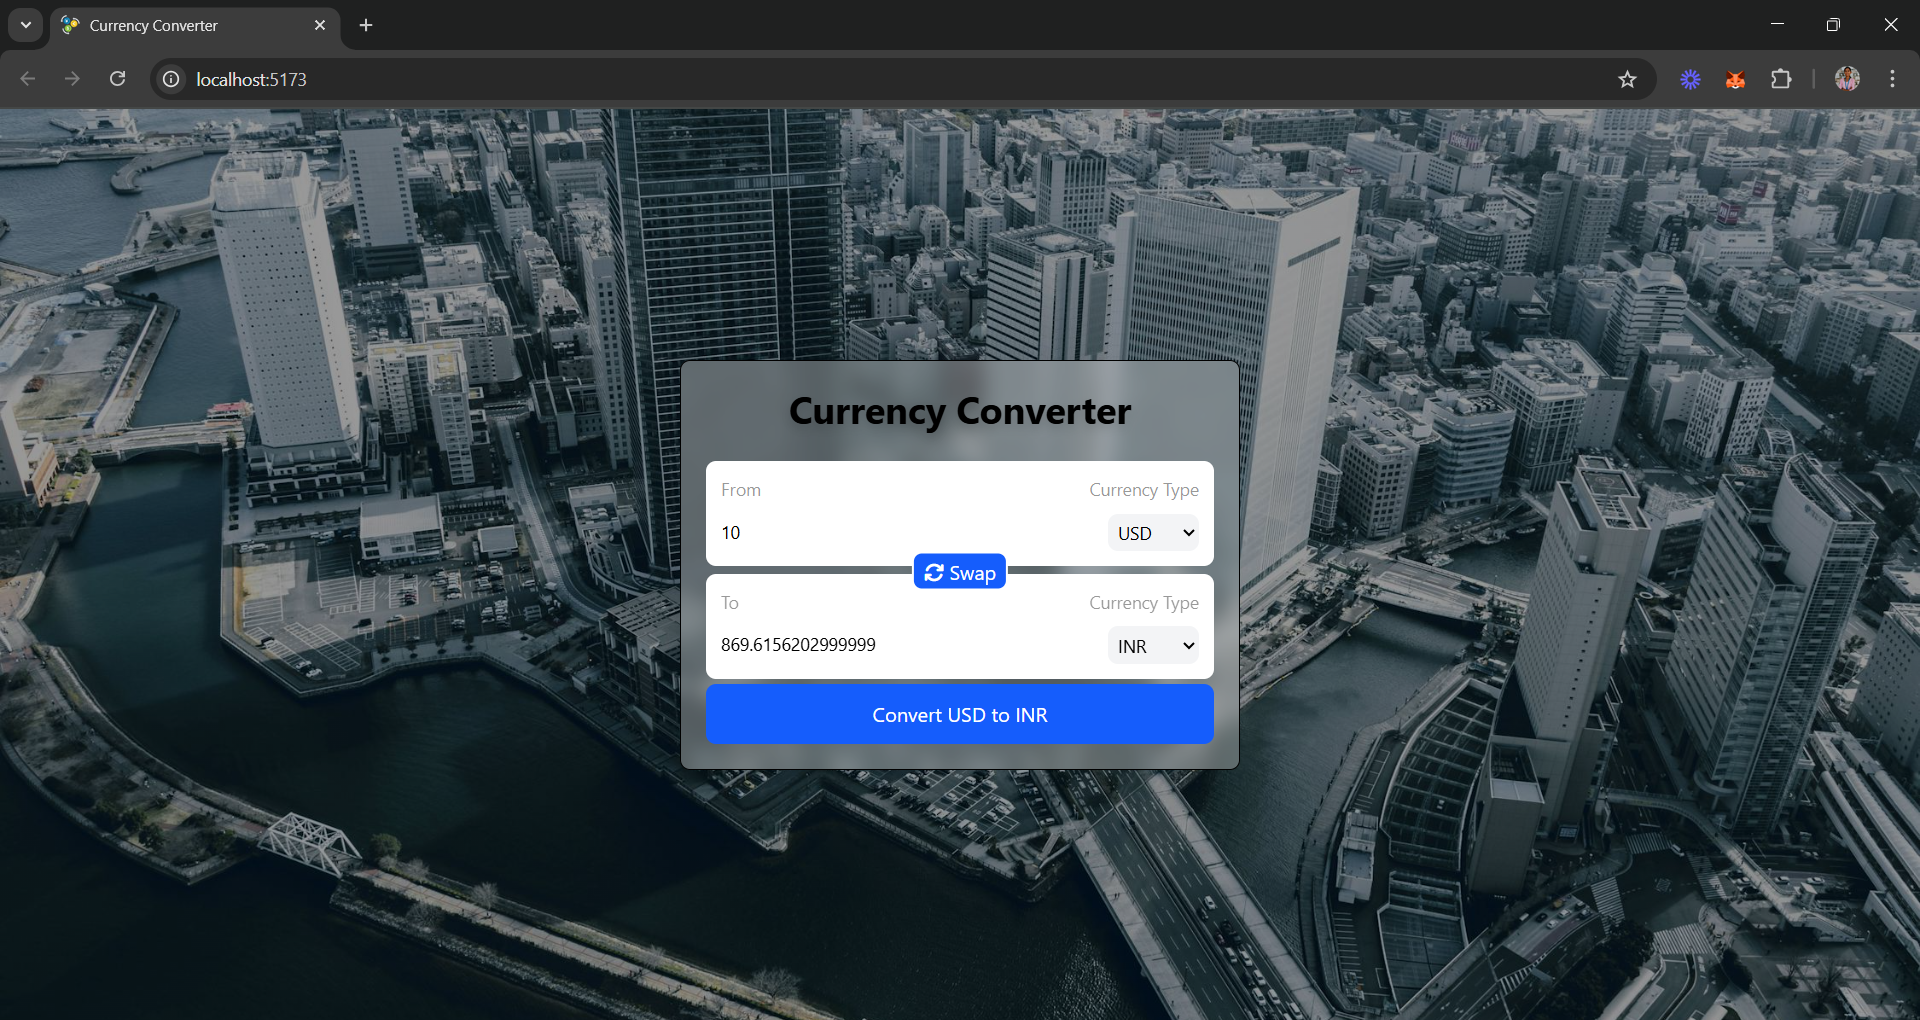 Currency Converter
localhost:5173
Currency Converter
From
Currency Type
10
USD
Swap
To
Currency Type
869.6156202999999
INR
Convert USD to INR